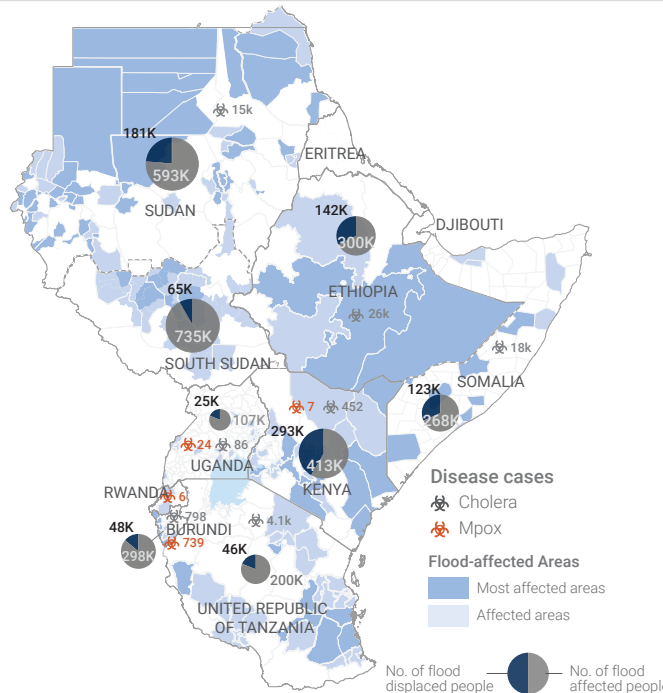 15k
181K
593K
SUDAN
ERITREA
142K
300K
DJIBOUTI
ETHIOPIA
26k
65K
735K
SOUTH SUDAN
18k
SOMALIA
123K
268K
25K
107K
7
452
24
86
UGANDA
293K
413K
KENYA
RWANDA
6
798
BURUNDI
739
4.1k
48K
298K
46K
200K
UNITED REPUBLIC
OF TANZANIA
Disease cases
Cholera
Mpox
Flood-affected Areas
Most affected areas
Affected areas
No. of flood
displaced people
No. of flood
affected people